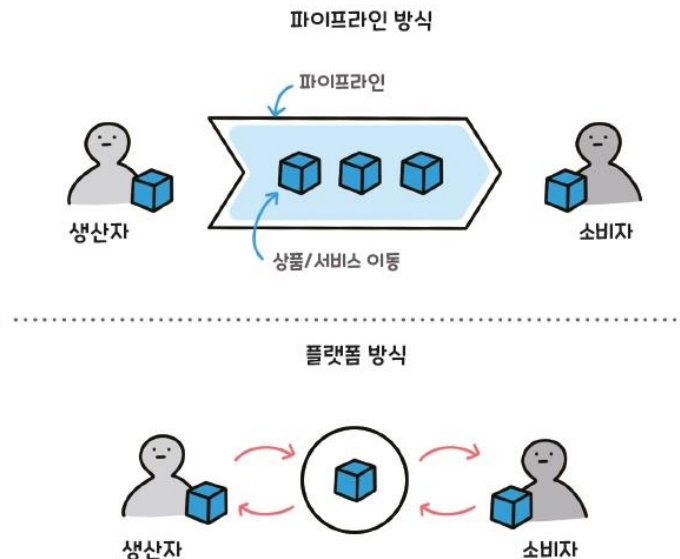 파이프라인 방식
파이프라인
생산자
소비자
상품/서비스 이동
플랫폼 방식
생산자
소비자